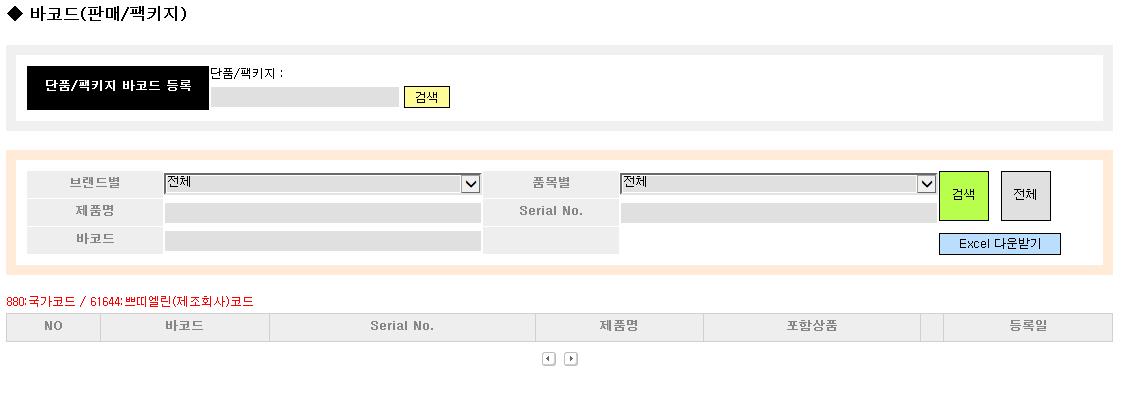 ◆ 바코드(판매/팩키지)
단품/팩키지 바코드 등록
단품/팩키지 :
검색
브랜드별 전체 품목별 전체
검색 전체
제품명 Serial No.
바코드
Excel 다운받기
880:국가코드 / 61644:쁘띠엘린(제조회사)코드
NO 바코드 Serial No. 제품명 포함상품 등록일